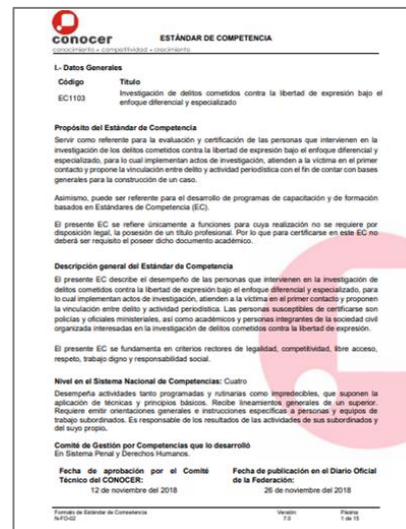 conocer
conocimiento • competitividad • crecimiento
ESTÁNDAR DE COMPETENCIA
I.- Datos Generales
Código Título
EC1103 Investigación de delitos cometidos contra la libertad de expresión bajo el
enfoque diferencial y especializado
Propósito del Estándar de Competencia
Servir como referente para la evaluación y certificación de las personas que intervienen en la
investigación de los delitos cometidos contra la libertad de expresión bajo el enfoque diferencial y
especializado, para lo cual implementan actos de investigación, atienden a la víctima en el primer
contacto y propone la vinculación entre delito y actividad periodística con el fin de contar con bases
generales para la construcción de un caso.
Asimismo, puede ser referente para el desarrollo de programas de capacitación y de formación
basados en Estándares de Competencia (EC).
El presente EC se refiere únicamente a funciones para cuya realización no se requiere por
disposición legal, la posesión de un título profesional. Por lo que para certificarse en este EC no
deberá ser requisito el poseer dicho documento académico.
Descripción general del Estándar de Competencia
El presente EC describe el desempeño de las personas que intervienen en la investigación de
delitos cometidos contra la libertad de expresión bajo el enfoque diferencial y especializado, para
lo cual implementan actos de investigación, atienden a la víctima en el primer contacto y proponen
la vinculación entre delito y actividad periodística. Las personas susceptibles de certificarse son
policías y oficiales ministeriales, así como académicos y personas integrantes de la sociedad civil
organizada interesadas en la investigación de delitos cometidos contra la libertad de expresión.
El presente EC se fundamenta en criterios rectores de legalidad, competitividad, libre acceso,
respeto, trabajo digno y responsabilidad social.
Nivel en el Sistema Nacional de Competencias: Cuatro
Desempeña actividades tanto programadas y rutinarias como impredecibles, que suponen la
aplicación de técnicas y principios básicos. Recibe lineamientos generales de un superior.
Requiere emitir orientaciones generales e instrucciones específicas a personas y equipos de
trabajo subordinados. Es responsable de los resultados de las actividades de sus subordinados y
del suyo propio.
Comité de Gestión por Competencias que lo desarrolló
En Sistema Penal y Derechos Humanos.
Fecha de aprobación por el Comité Fecha de publicación en el Diario Oficial
Técnico del CONOCER: de la Federación:
12 de noviembre del 2018 26 de noviembre del 2018
Formato de Estándar de Competencia Versión: Página:
N-FO-02 7.0 1 de 15